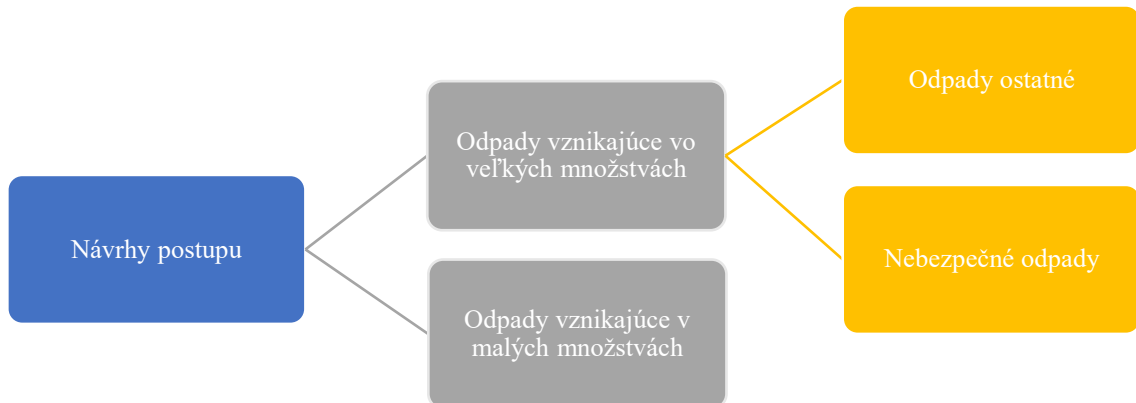 Návrhy postupu
Odpady vznikajúce vo
veľkých množstvách
Odpady ostatné
Nebezpečné odpady
Odpady vznikajúce v
malých množstvách